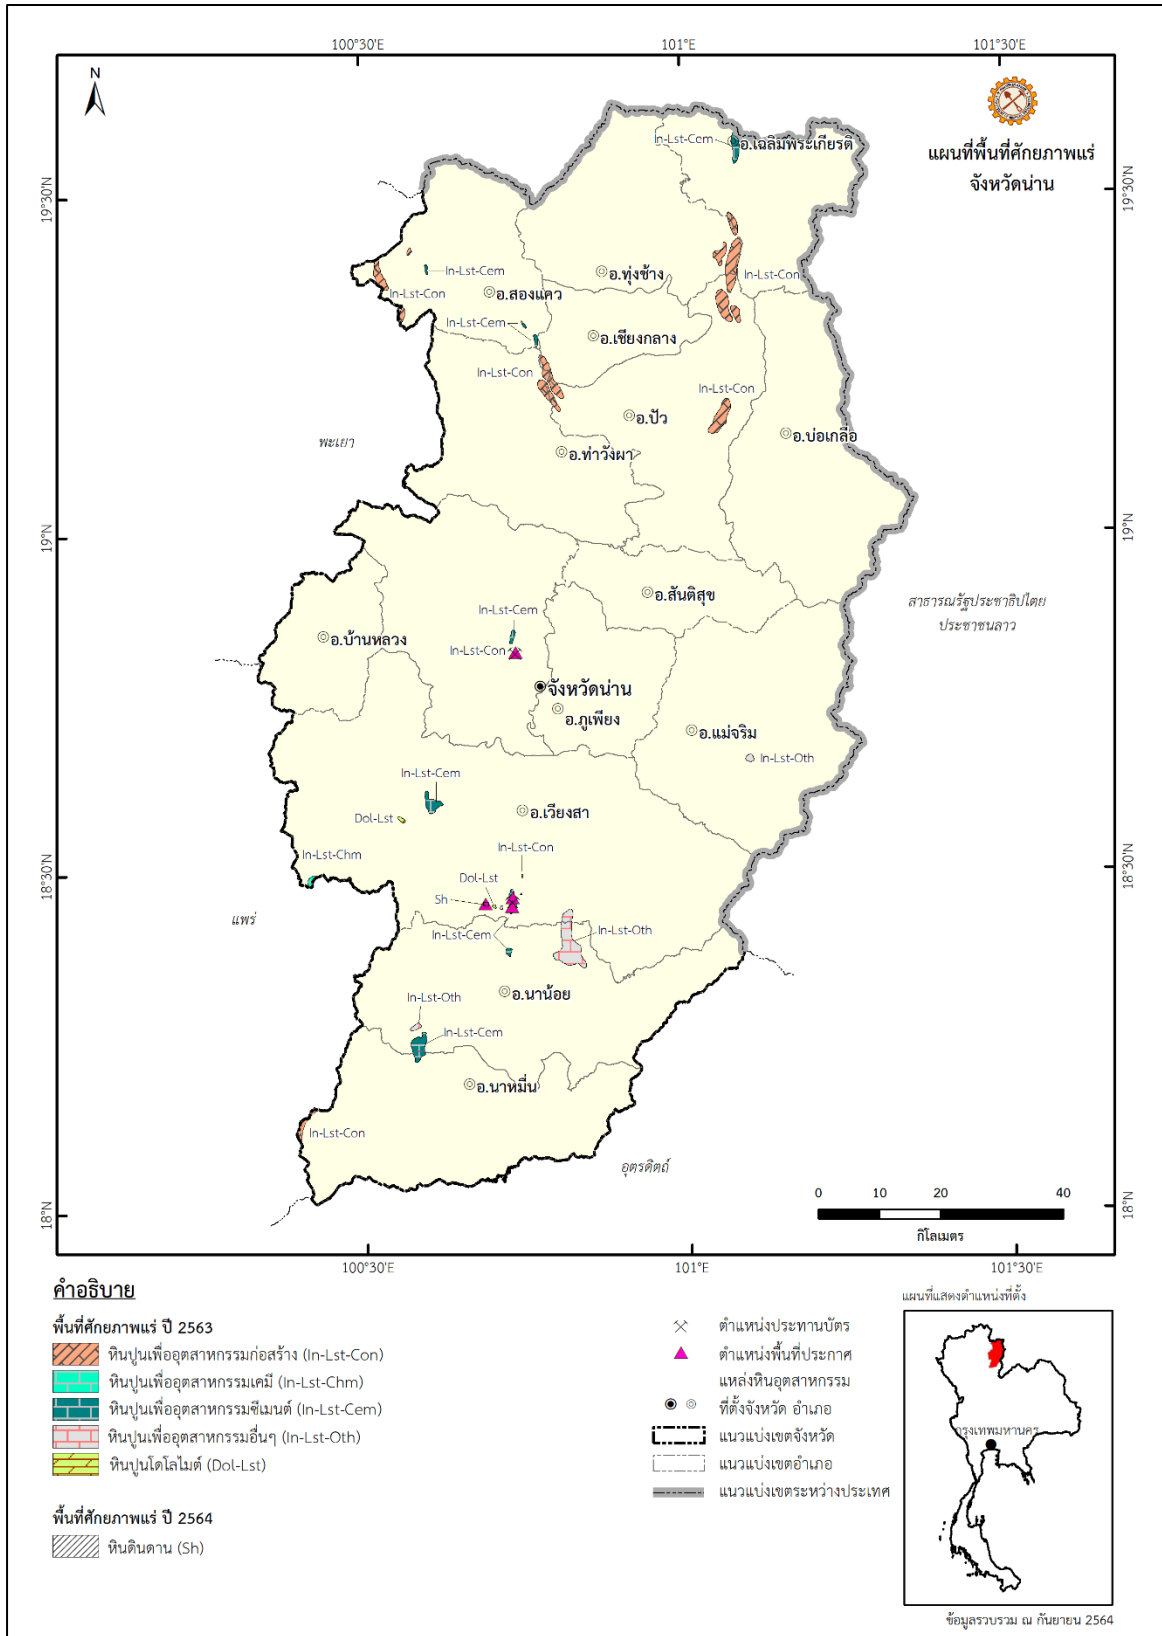 100°30'E
101°E
101°30'E
N
แผนที่พื้นที่ศักยภาพแร่
จังหวัดน่าน
In-Lst-Cem
อ.เฉลิมพระเกียรติ
19°30'N
19°30'N
In-Lst-Cem
อ.ทุ่งช้าง
In-Lst-Con
In-Lst-Con
อ.สองแคว
In-Lst-Cem
อ.เชียงกลาง
In-Lst-Con
In-Lst-Con
อ.ปัว
อ.บ่อเกลือ
พะเยา
อ.ท่าวังผา
19°N
19°N
อ.สันติสุข
สาธารณรัฐประชาธิปไตย
ประชาชนลาว
In-Lst-Cem
อ.บ้านหลวง
In-Lst-Con
จังหวัดน่าน
อ.ภูเพียง
อ.แม่จริม
In-Lst-Oth
In-Lst-Cem
อ.เวียงสา
Dol-Lst
In-Lst-Con
In-Lst-Chm
18°30'N
18°30'N
Dol-Lst
Sh
แพร่
In-Lst-Cem
In-Lst-Oth
อ.นาน้อย
In-Lst-Oth
In-Lst-Cem
อ.นาหมื่น
In-Lst-Con
อุตรดิตถ์
0
10
20
40
กิโลเมตร
18°N
18°N
100°30'E
101°E
101°30'E
คำอธิบาย
พื้นที่ศักยภาพแร่ ปี 2563
หินปูนเพื่ออุตสาหกรรมก่อสร้าง (In-Lst-Con)
หินปูนเพื่ออุตสาหกรรมเคมี (In-Lst-Chm)
หินปูนเพื่ออุตสาหกรรมซีเมนต์ (In-Lst-Cem)
หินปูนเพื่ออุตสาหกรรมอื่นๆ (In-Lst-Oth)
หินปูนโดโลไมต์ (Dol-Lst)
พื้นที่ศักยภาพแร่ ปี 2564
หินดินดาน (Sh)
ตำแหน่งประทานบัตร
ตำแหน่งพื้นที่ประกาศ
แหล่งหินอุตสาหกรรม
ที่ตั้งจังหวัด อำเภอ
แนวแบ่งเขตจังหวัด
แนวแบ่งเขตอำเภอ
แนวแบ่งเขตระหว่างประเทศ
แผนที่แสดงตำแหน่งที่ตั้ง
กรุงเทพมหานคร
ข้อมูลรวบรวม ณ กันยายน 2564